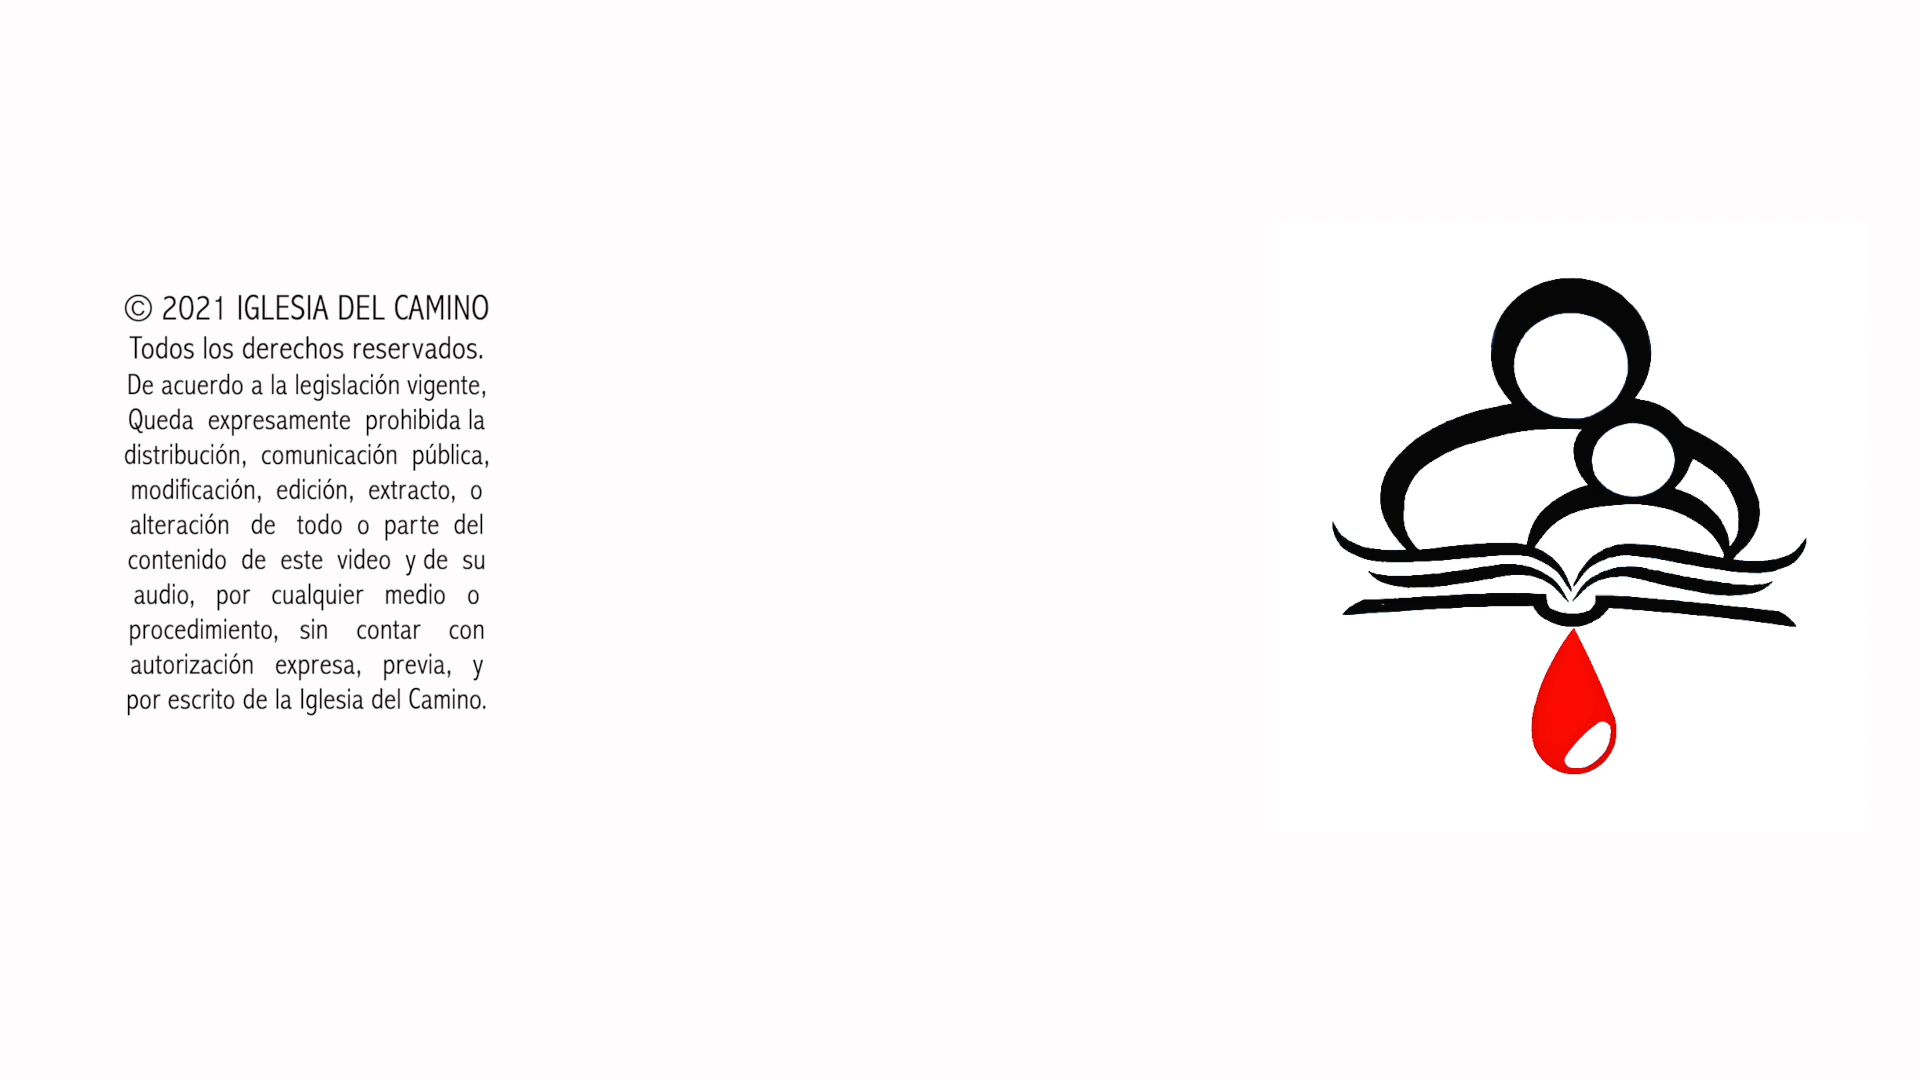 © 2021 IGLESIA DEL CAMINO
Todos los derechos reservados.
De acuerdo a la legislación vigente,
Queda expresamente prohibida la
distribución, comunicación pública,
modificación, edición, extracto, o
alteración de todo o parte del
contenido de este video y de su
audio, por cualquier medio o
procedimiento, sin contar con
autorización expresa, previa, y
por escrito de la Iglesia del Camino.